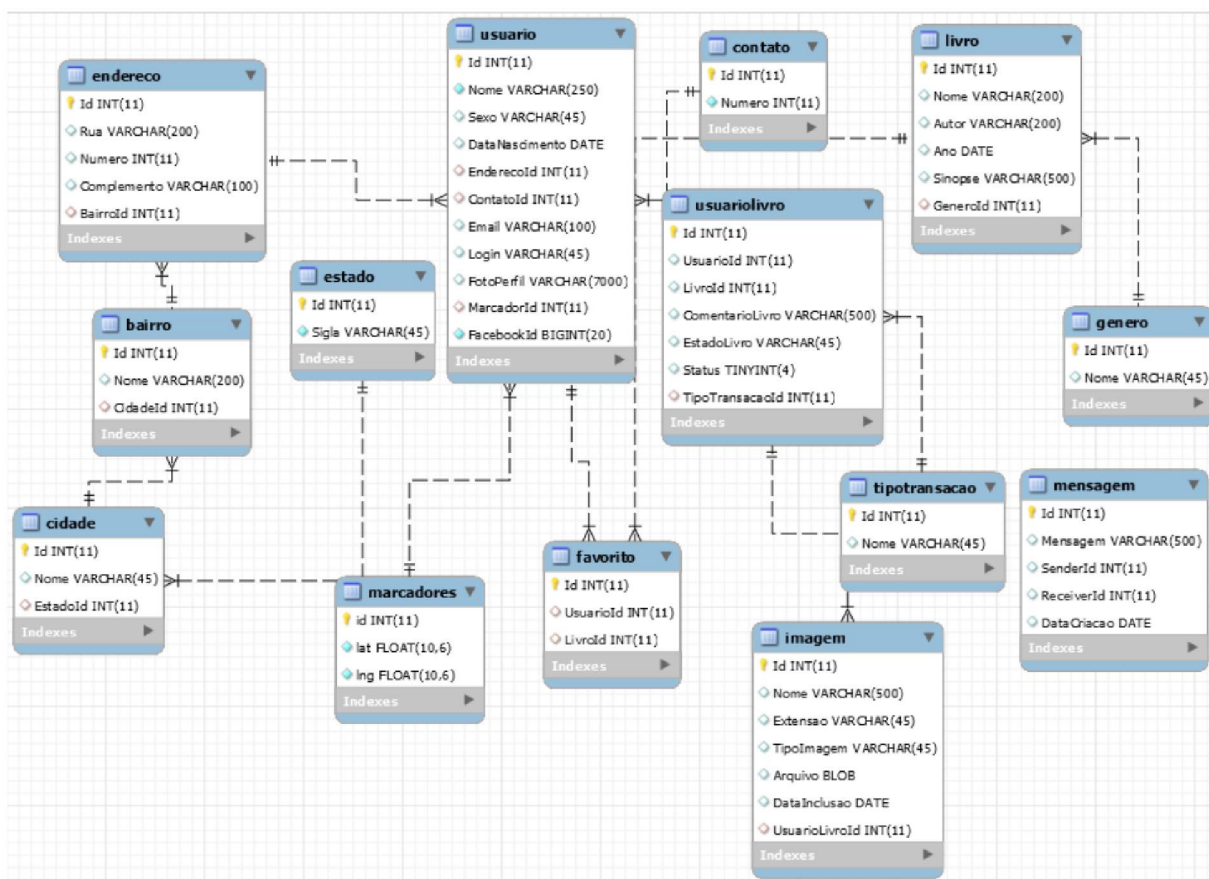 endereco
Id INT(11)
Rua VARCHAR(200)
Numero INT(11)
Complemento VARCHAR(100)
BairroId INT(11)
Indexes
usuario
Id INT(11)
Nome VARCHAR(250)
Sexo VARCHAR(45)
DataNascimento DATE
EnderecoId INT(11)
ContatoId INT(11)
Email VARCHAR(100)
Login VARCHAR(45)
FotoPerfil VARCHAR(7000)
MarcadorId INT(11)
FacebookId BIGINT(20)
Indexes
contato
Id INT(11)
Numero INT(11)
Indexes
livro
Id INT(11)
Nome VARCHAR(200)
Autor VARCHAR(200)
Ano DATE
Sinopse VARCHAR(500)
GeneroId INT(11)
Indexes
usuariolivro
Id INT(11)
UsuarioId INT(11)
LivroId INT(11)
ComentarioLivro VARCHAR(500)
EstadoLivro VARCHAR(45)
Status TINYINT(4)
TipoTransacaoId INT(11)
Indexes
estado
Id INT(11)
Sigla VARCHAR(45)
Indexes
bairro
Id INT(11)
Nome VARCHAR(200)
CidadeId INT(11)
Indexes
genero
Id INT(11)
Nome VARCHAR(45)
Indexes
cidade
Id INT(11)
Nome VARCHAR(45)
EstadoId INT(11)
Indexes
marcadores
id INT(11)
lat FLOAT(10,6)
lng FLOAT(10,6)
Indexes
favorito
Id INT(11)
UsuarioId INT(11)
LivroId INT(11)
Indexes
tipotransacao
Id INT(11)
Nome VARCHAR(45)
Indexes
mensagem
Id INT(11)
Mensagem VARCHAR(500)
SenderId INT(11)
ReceiverId INT(11)
DataCriacao DATE
Indexes
imagem
Id INT(11)
Nome VARCHAR(500)
Extensao VARCHAR(45)
TipoImagem VARCHAR(45)
Arquivo BLOB
DataInclusao DATE
UsuarioLivroId INT(11)
Indexes